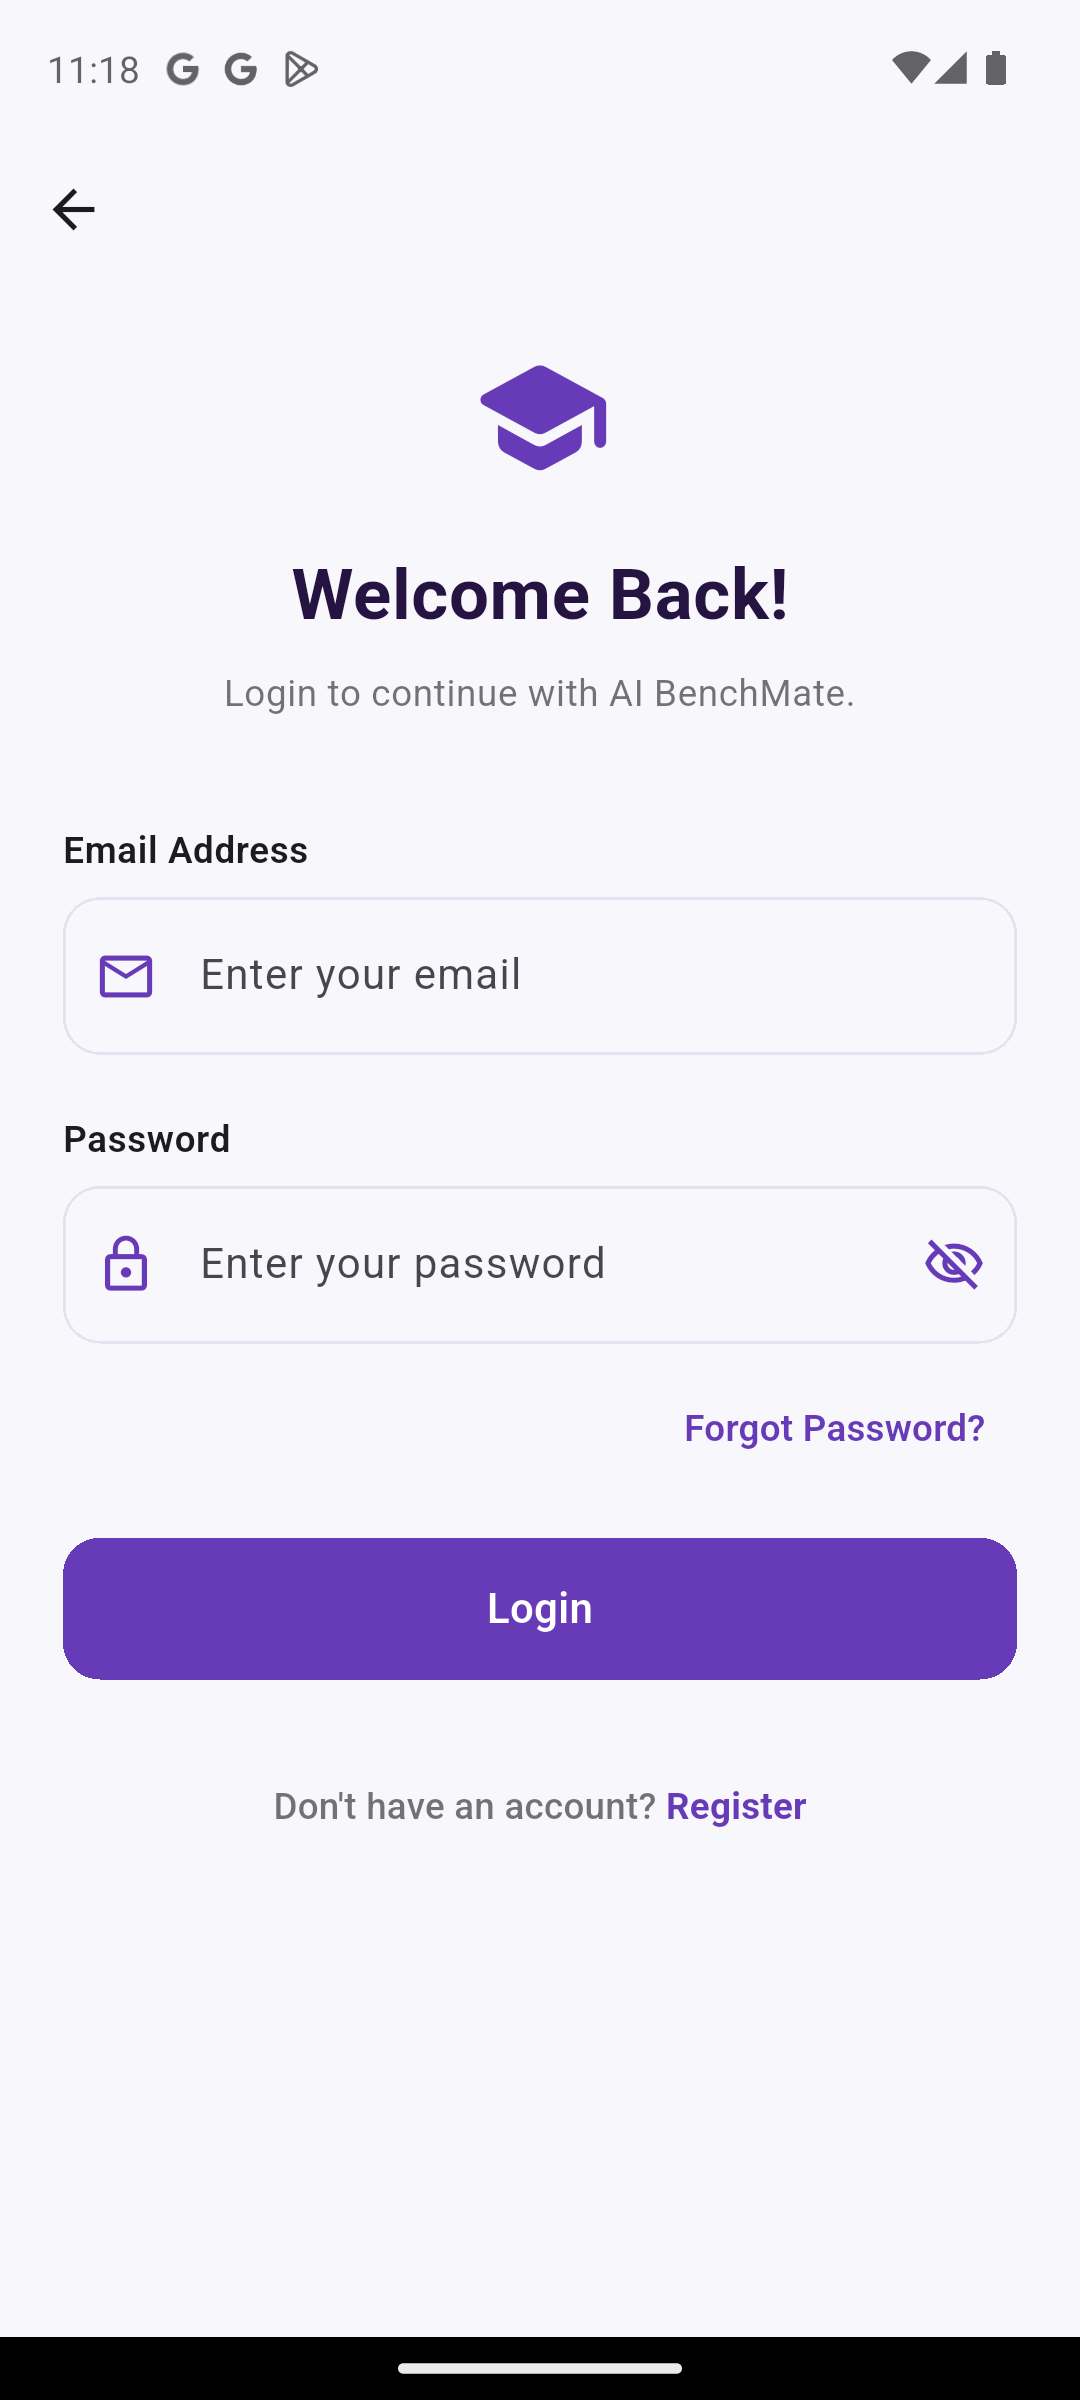 11:18
Welcome Back!
Login to continue with AI BenchMate.
Email Address
Enter your email
Password
Enter your password
Forgot Password?
Login
Don't have an account? Register